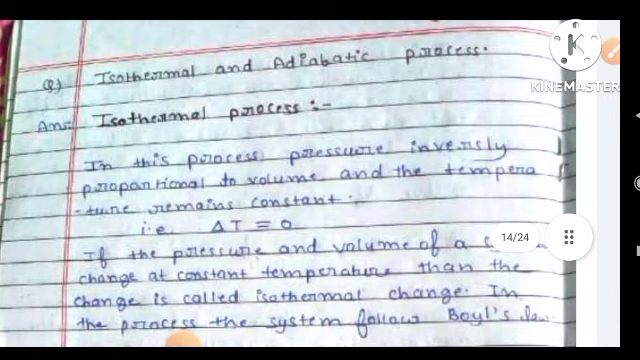 Q) Isothermal and Adiabatic process.
Ans: Isothermal process :-
In this process pressure inversly
proportional to volume and the tempera
-ture remains constant.
i.e. ΔT = 0
If the pressure and volume of a
change at constant temperature than the
change is called isothermal change. In
the process the system follow Boyl's law.
KINEMASTER
14/24